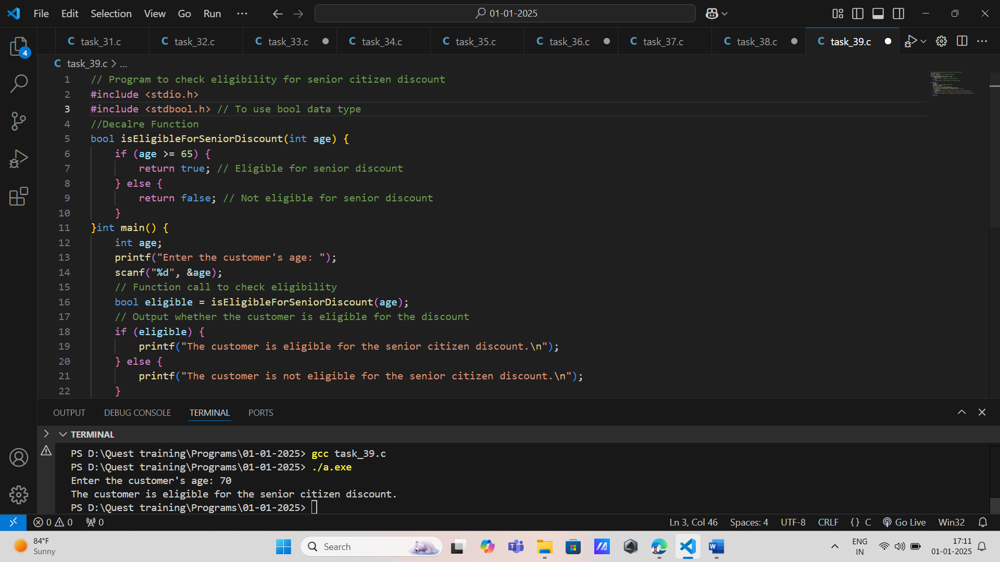 File Edit Selection View Go Run ··· 01-01-2025
C task_31.c C task_32.c C task_33.c C task_34.c C task_35.c C task_36.c C task_37.c C task_38.c C task_39.c
C task_39.c > ...
1 // Program to check eligibility for senior citizen discount
2 #include <stdio.h>
3 #include <stdbool.h> // To use bool data type
4 //Decalre Function
5 bool isEligibleForSeniorDiscount(int age) {
6 if (age >= 65) {
7 return true; // Eligible for senior discount
8 } else {
9 return false; // Not eligible for senior discount
10 }
11 }int main() {
12 int age;
13 printf("Enter the customer's age: ");
14 scanf("%d", &age);
15 // Function call to check eligibility
16 bool eligible = isEligibleForSeniorDiscount(age);
17 // Output whether the customer is eligible for the discount
18 if (eligible) {
19 printf("The customer is eligible for the senior citizen discount.\n");
20 } else {
21 printf("The customer is not eligible for the senior citizen discount.\n");
22 }
4
OUTPUT DEBUG CONSOLE TERMINAL PORTS
TERMINAL
PS D:\Quest training\Programs\01-01-2025> gcc task_39.c
PS D:\Quest training\Programs\01-01-2025> ./a.exe
Enter the customer's age: 70
The customer is eligible for the senior citizen discount.
PS D:\Quest training\Programs\01-01-2025>
0 0 0 Ln 3, Col 46 Spaces: 4 UTF-8 CRLF {} C Go Live Win32
84°F
Sunny
Search
ENG
IN
17:11
01-01-2025